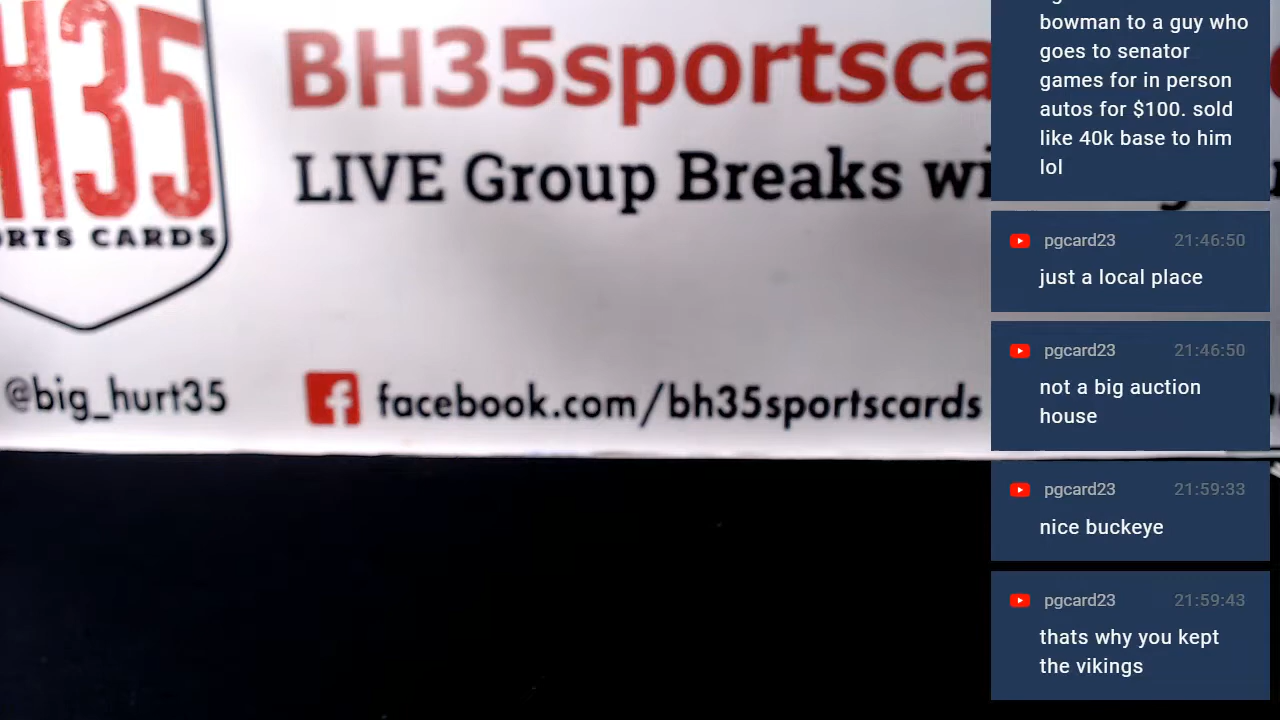 H35
ORTS CARDS
BH35sportsca
LIVE Group Breaks wi
@big_hurt35
facebook.com/bh35sportscards
bowman to a guy who
goes to senator
games for in person
autos for $100. sold
like 40k base to him
lol
pgcard23 21:46:50
just a local place
pgcard23 21:46:50
not a big auction
house
pgcard23 21:59:33
nice buckeye
pgcard23 21:59:43
thats why you kept
the vikings